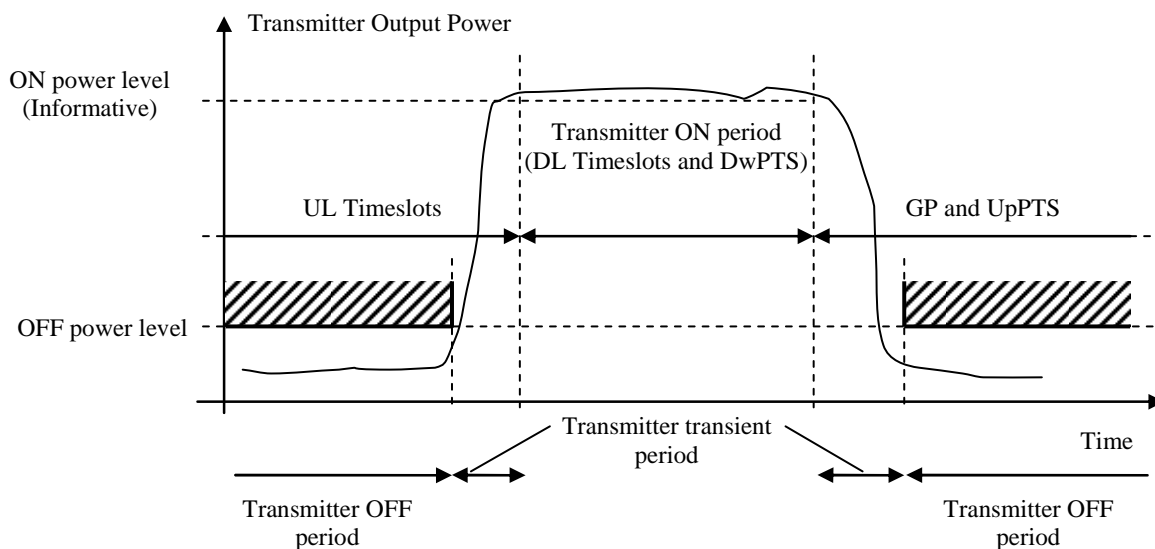 Transmitter Output Power
ON power level
(Informative)
Transmitter ON period
(DL Timeslots and DwPTS)
UL Timeslots
GP and UpPTS
OFF power level
Transmitter transient
period
Time
Transmitter OFF
period
Transmitter OFF
period